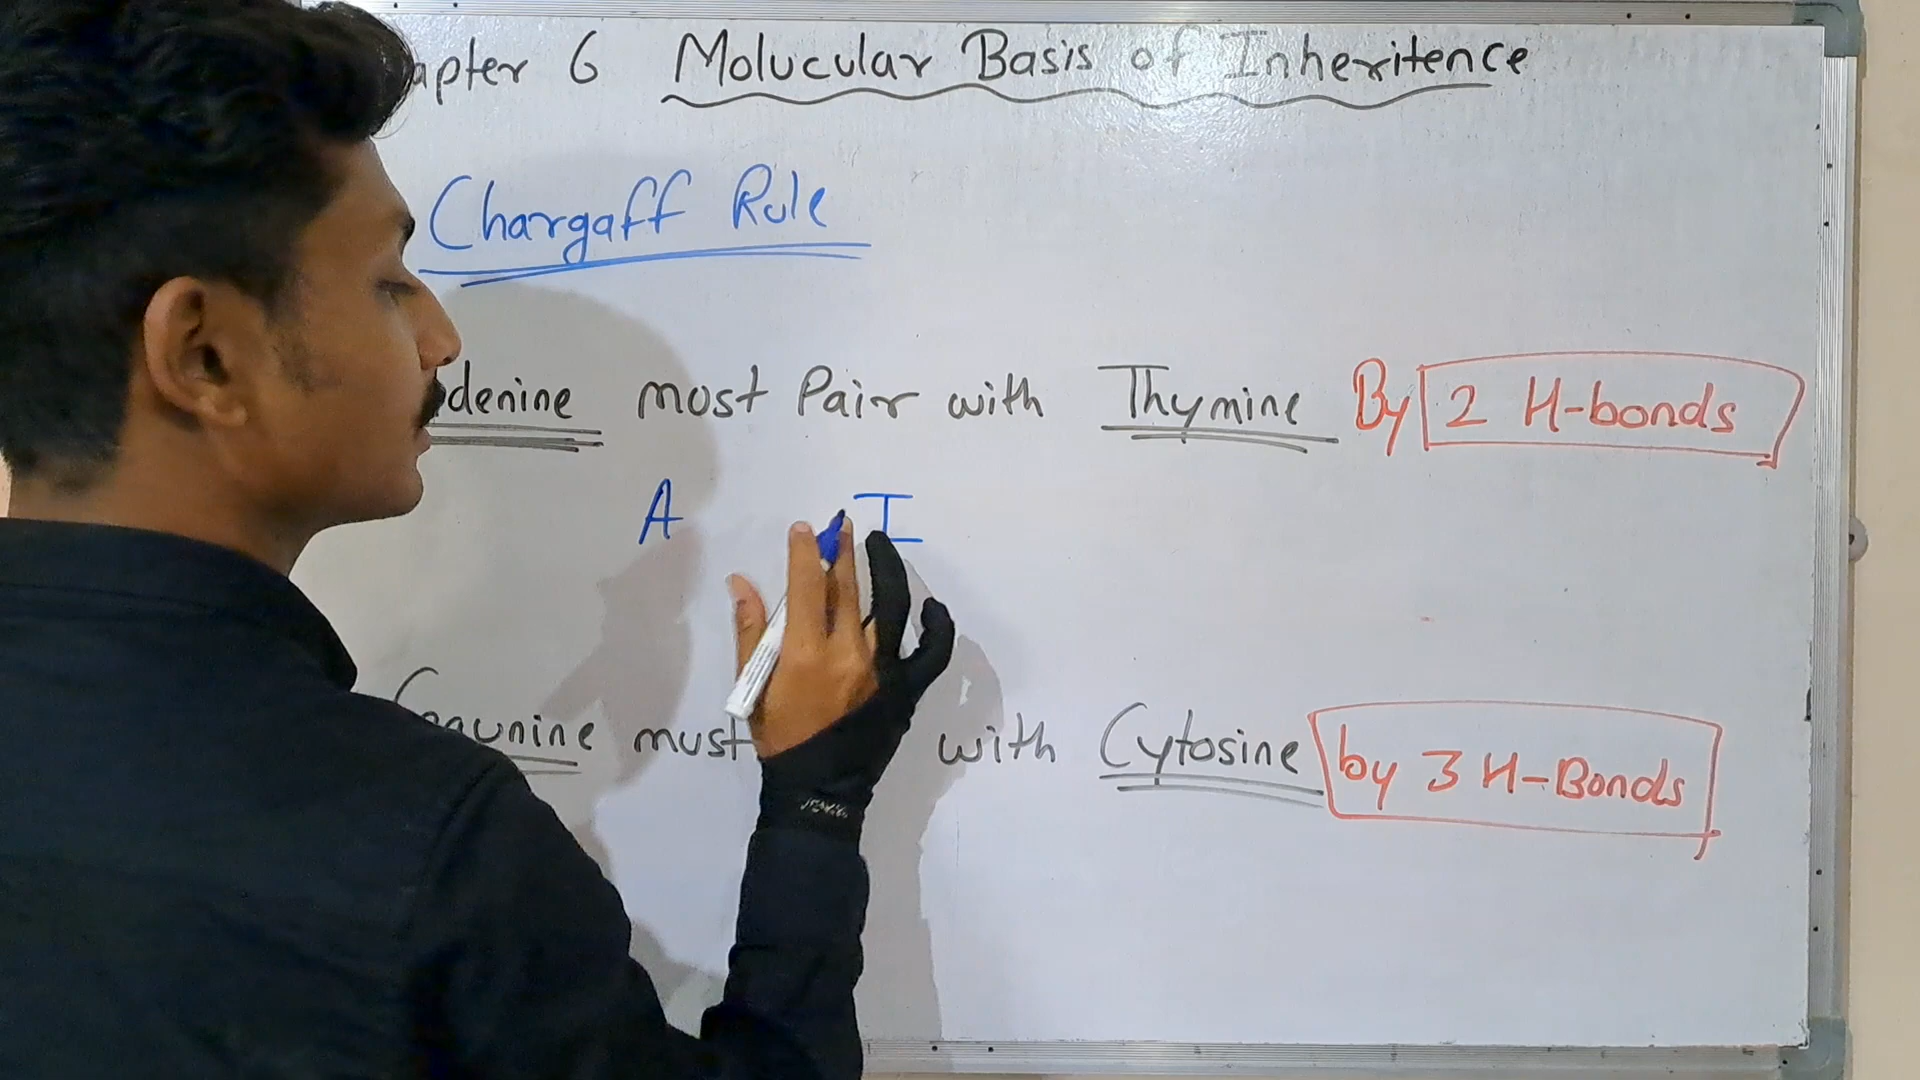 apter 6 Molucular Basis of Inheritence
Chargaff Rule
denine most Pair with Thymine By 2 H-bonds
A T
must with Cytosine by 3 H-Bonds